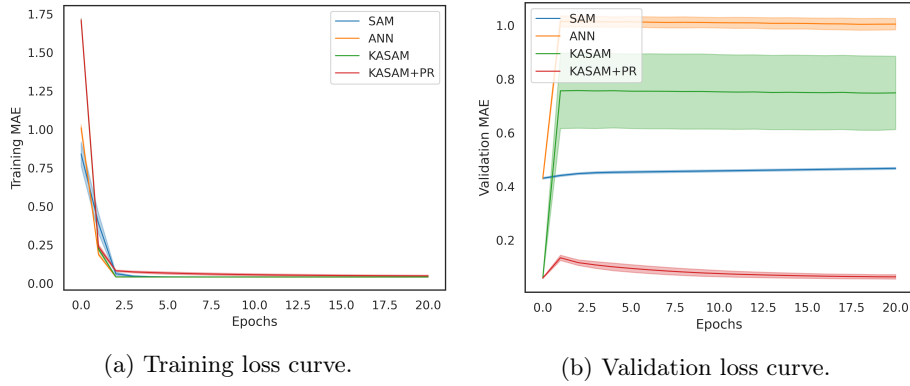 1.75
1.50
1.25
1.00
0.75
0.50
0.25
0.00
Training MAE
SAM
ANN
KASAM
KASAM+PR
0.0 2.5 5.0 7.5 10.0 12.5 15.0 17.5 20.0
Epochs
(a) Training loss curve.
1.0
0.8
0.6
0.4
0.2
Validation MAE
SAM
ANN
KASAM
KASAM+PR
0.0 2.5 5.0 7.5 10.0 12.5 15.0 17.5 20.0
Epochs
(b) Validation loss curve.